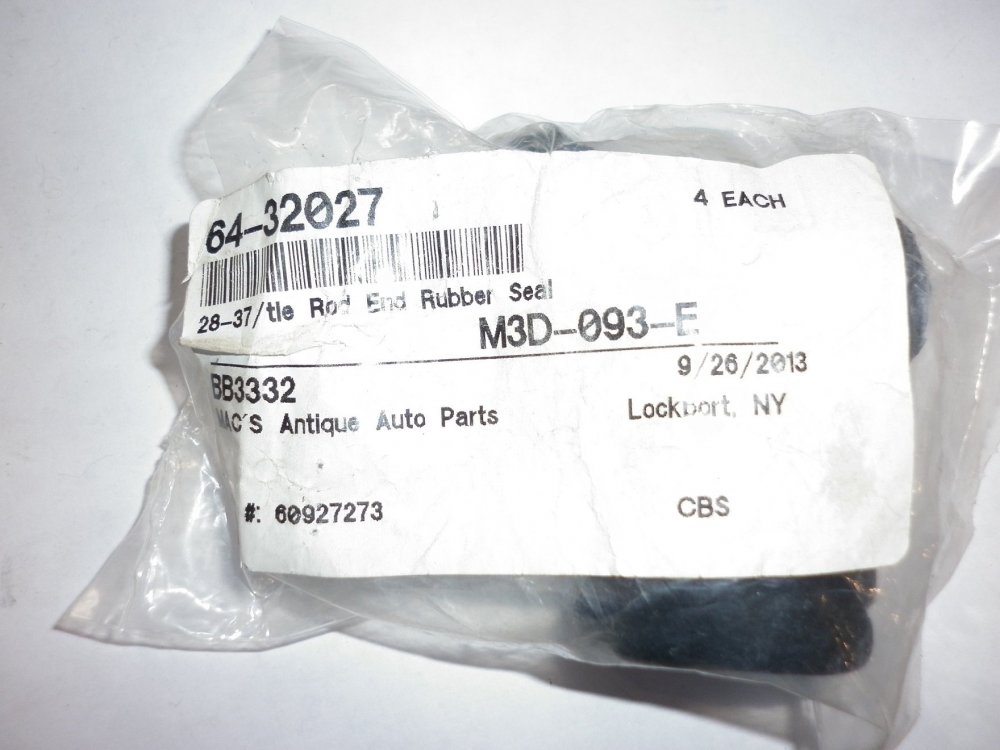 64-32027
4 EACH
28-37/tie Rod End Rubber Seal
M3D-093-E
9/26/2013
BB3332
MAC'S Antique Auto Parts
Lockport, NY
#: 60927273
CBS